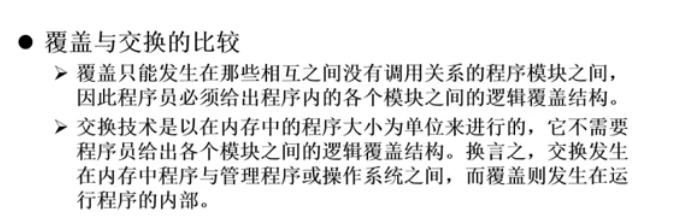 ● 覆盖与交换的比较
➢ 覆盖只能发生在那些相互之间没有调用关系的程序模块之间，
因此程序员必须给出程序内的各个模块之间的逻辑覆盖结构。
➢ 交换技术是以在内存中的程序大小为单位来进行的，它不需要
程序员给出各个模块之间的逻辑覆盖结构。换言之，交换发生
在内存中程序与管理程序或操作系统之间，而覆盖则发生在运
行程序的内部。